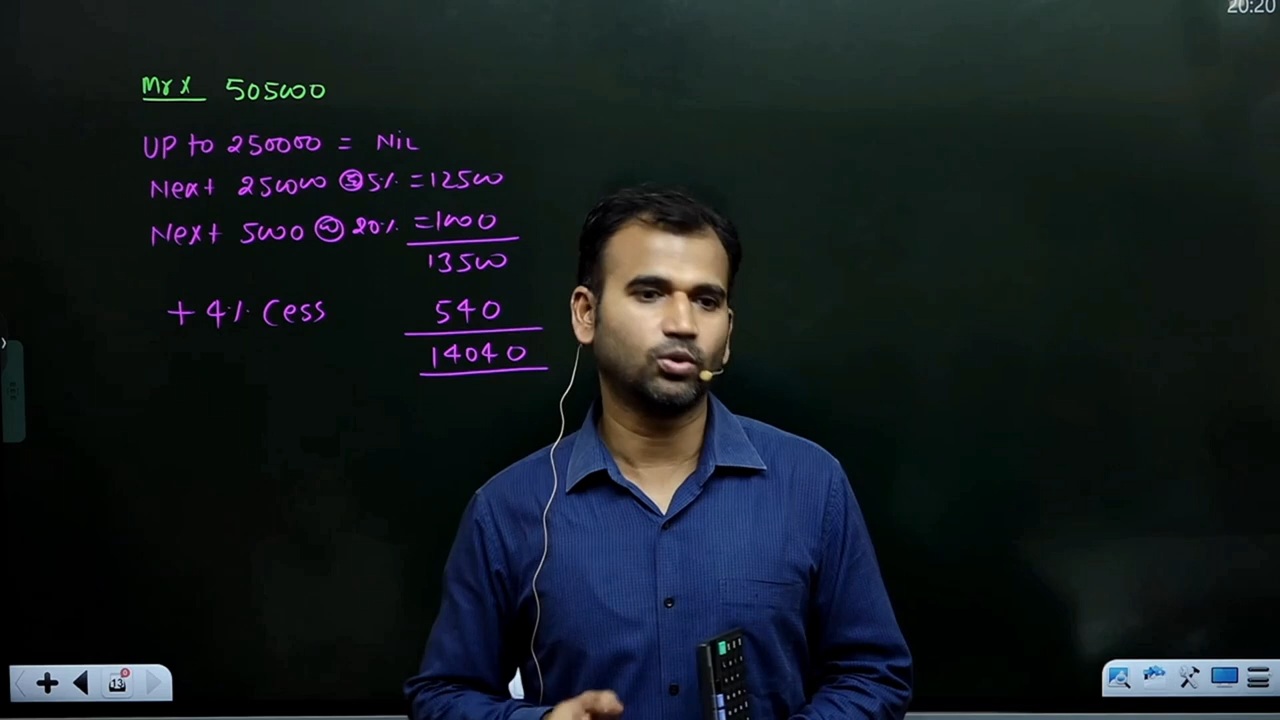 20:20
Mr X 505000
UP to 250000 = Nil
Next 250000 @ 5% = 12500
Next 5000 @ 20% = 1000
13500
+ 4% Cess 540
14040
13